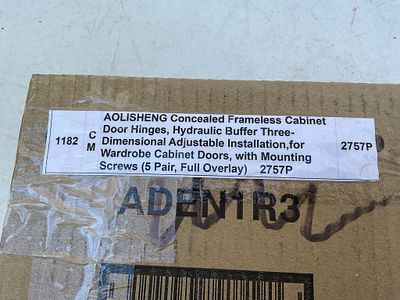 AOLISHENG Concealed Frameless Cabinet
Door Hinges, Hydraulic Buffer Three-
1182 CM Dimensional Adjustable Installation,for 2757P
Wardrobe Cabinet Doors, with Mounting
Screws (5 Pair, Full Overlay) 2757P
ADEN1R3